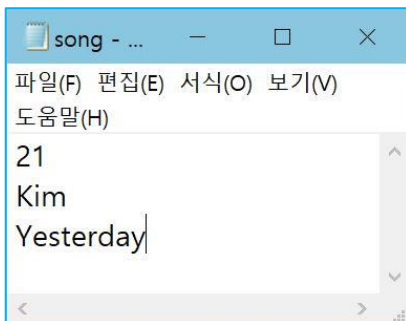 song - ...
파일(F) 편집(E) 서식(O) 보기(V)
도움말(H)
21
Kim
Yesterday